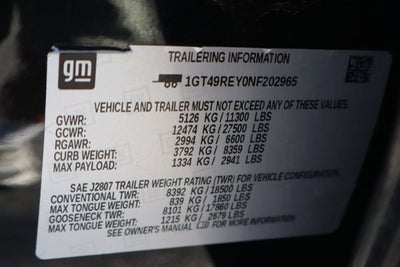 gm
TRAILERING INFORMATION
1GT49REY0NF202965
VEHICLE AND TRAILER MUST NOT EXCEED ANY OF THESE VALUES.
GVWR: 5126 KG/11300 LBS
GCWR: 12474 KG/27500 LBS
RGAWR: 2994 KG/ 6600 LBS
CURB WEIGHT: 3792 KG/ 8359 LBS
MAX PAYLOAD: 1334 KG/ 2941 LBS
SAE J2807 TRAILER WEIGHT RATING (TWR) FOR VEHICLE CONFIGURATION.
CONVENTIONAL TWR: 8392 KG/18500 LBS
MAX TONGUE WEIGHT: 839 KG/ 1850 LBS
GOOSENECK TWR: 8101 KG/17860 LBS
MAX TONGUE WEIGHT: 1215 KG/ 2679 LBS
SEE OWNER'S MANUAL FOR MORE INFORMATION